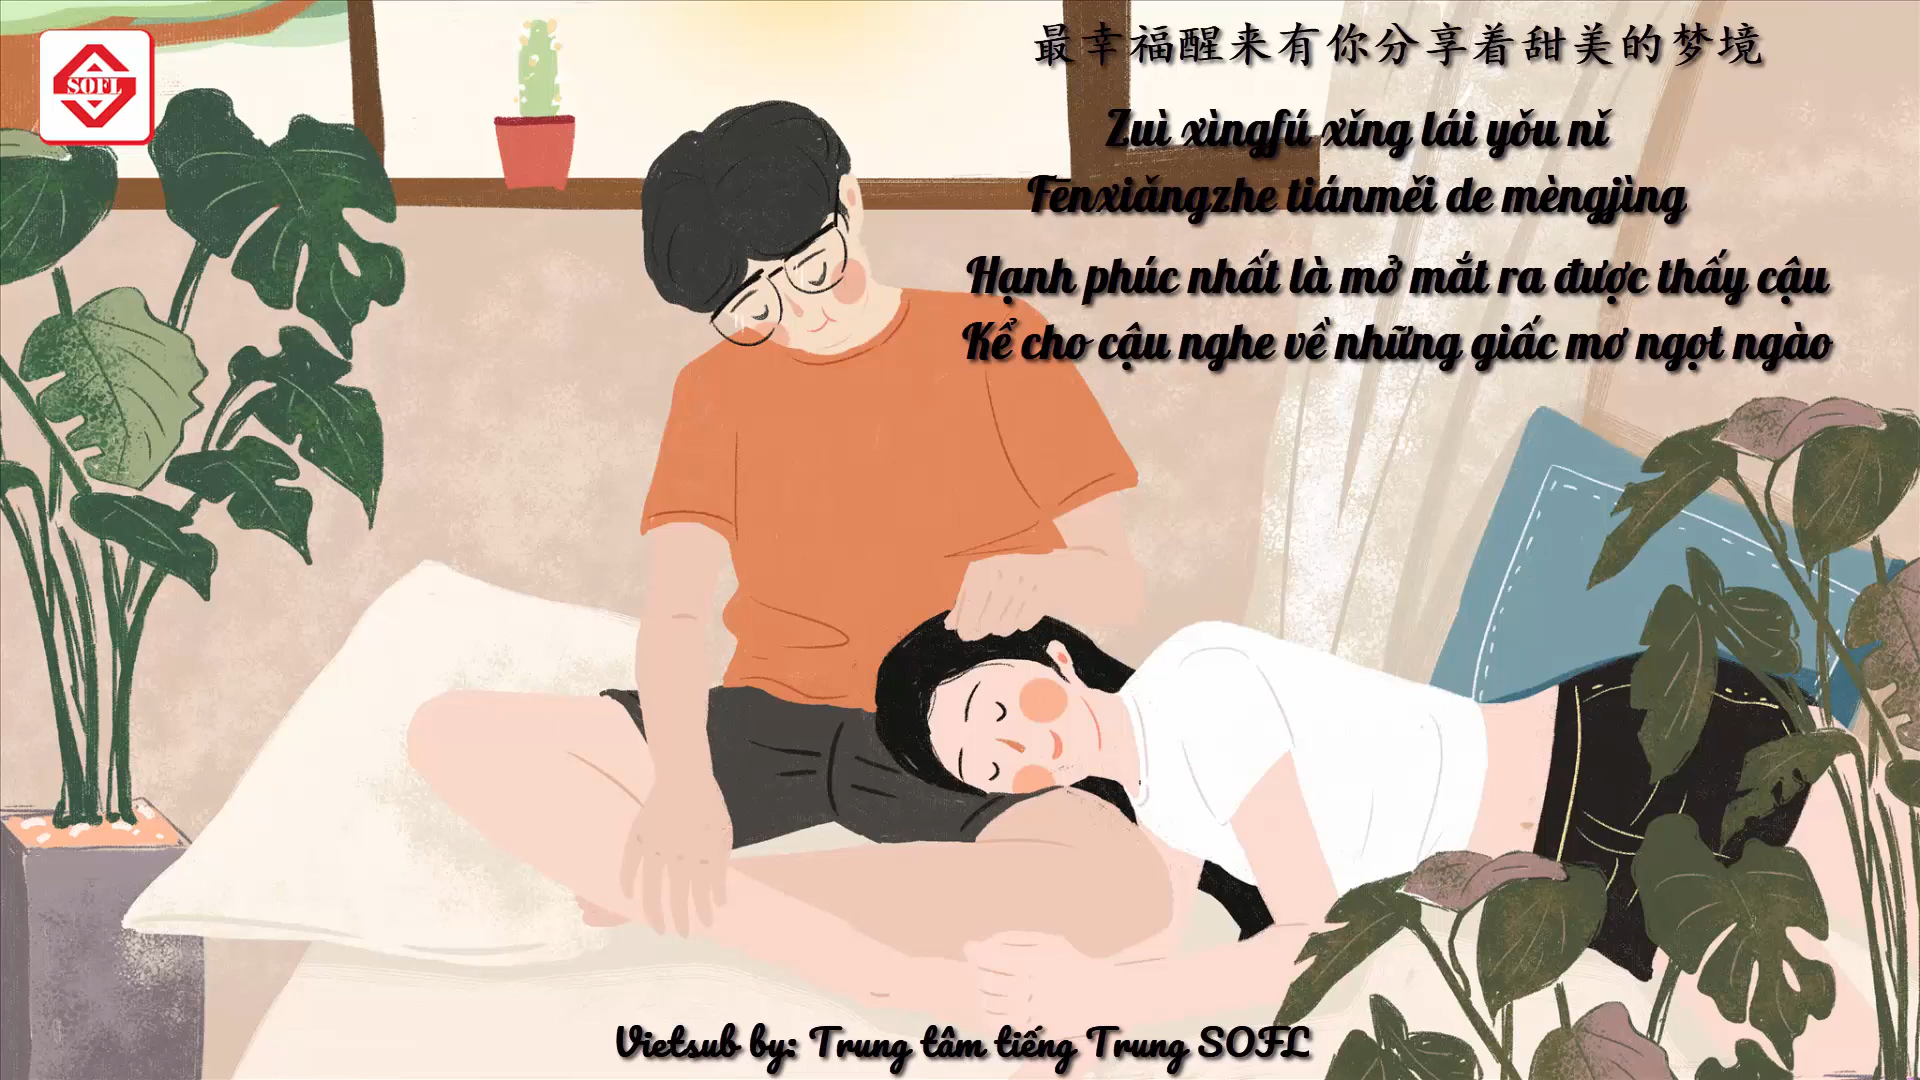 SOFL
最幸福醒来有你分享着甜美的梦境
Zuì xìngfú xǐng lái yǒu nǐ
Fēnxiǎngzhe tiánměi de mèngjìng
Hạnh phúc nhất là mở mắt ra được thấy cậu
Kể cho cậu nghe về những giấc mơ ngọt ngào
Vietsub by: Trung tâm tiếng Trung SOFL